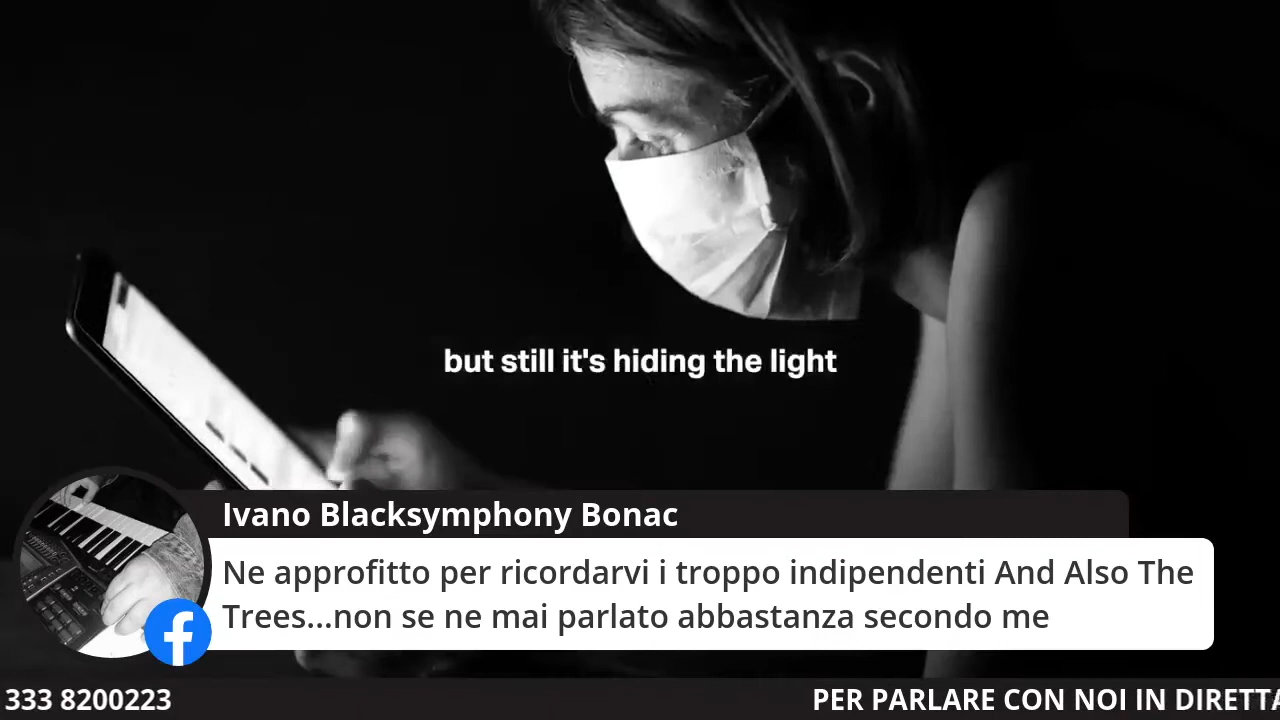 but still it's hiding the light
Ivano Blacksymphony Bonac
Ne approfitto per ricordarvi i troppo indipendenti And Also The
Trees...non se ne mai parlato abbastanza secondo me
333 8200223 PER PARLARE CON NOI IN DIRETTA